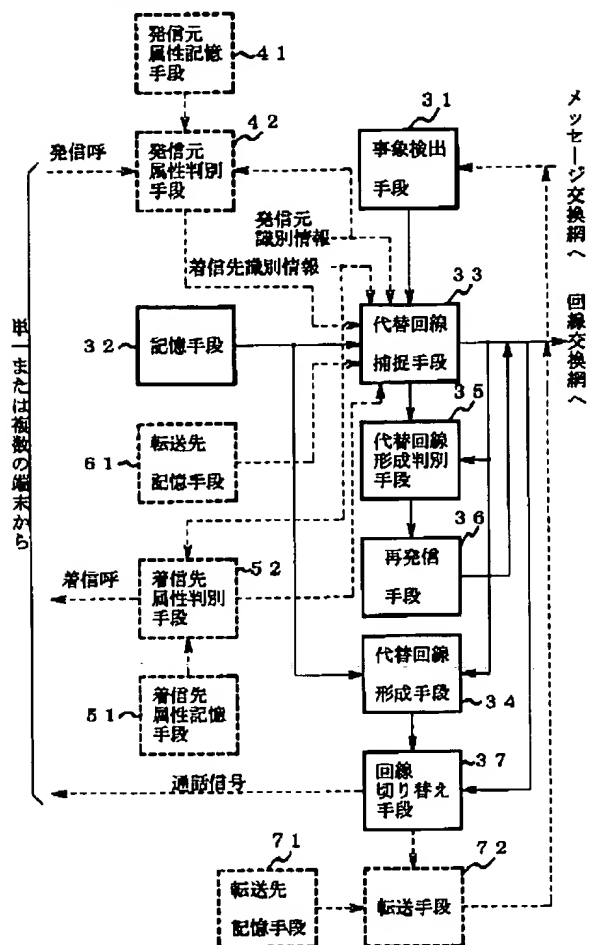 発信元
属性記憶
手段
41
42
発信呼
発信元
属性判別
手段
31
事象検出
手段
メッセージ交換網へ
発信元
識別情報
着信先識別情報
33
代替回線
捕捉手段
回線交換網へ
32
記憶手段
単一または複数の端末から
35
代替回線
形成判別
手段
61
転送先
記憶手段
36
再発信
手段
52
着信呼
着信先
属性判別
手段
代替回線
形成手段
34
51
着信先
属性記憶
手段
37
回線
切り替え
手段
通話信号
71
転送先
記憶手段
72
転送手段